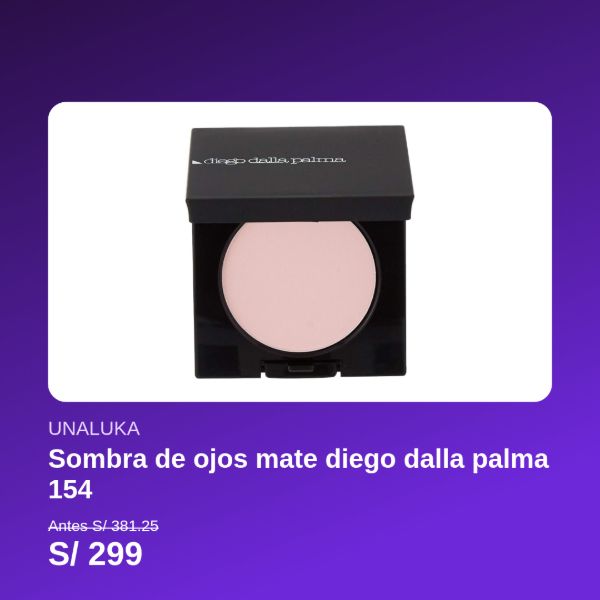 diego dalla palma
UNALUKA
Sombra de ojos mate diego dalla palma
154
Antes S/ 381.25
S/ 299